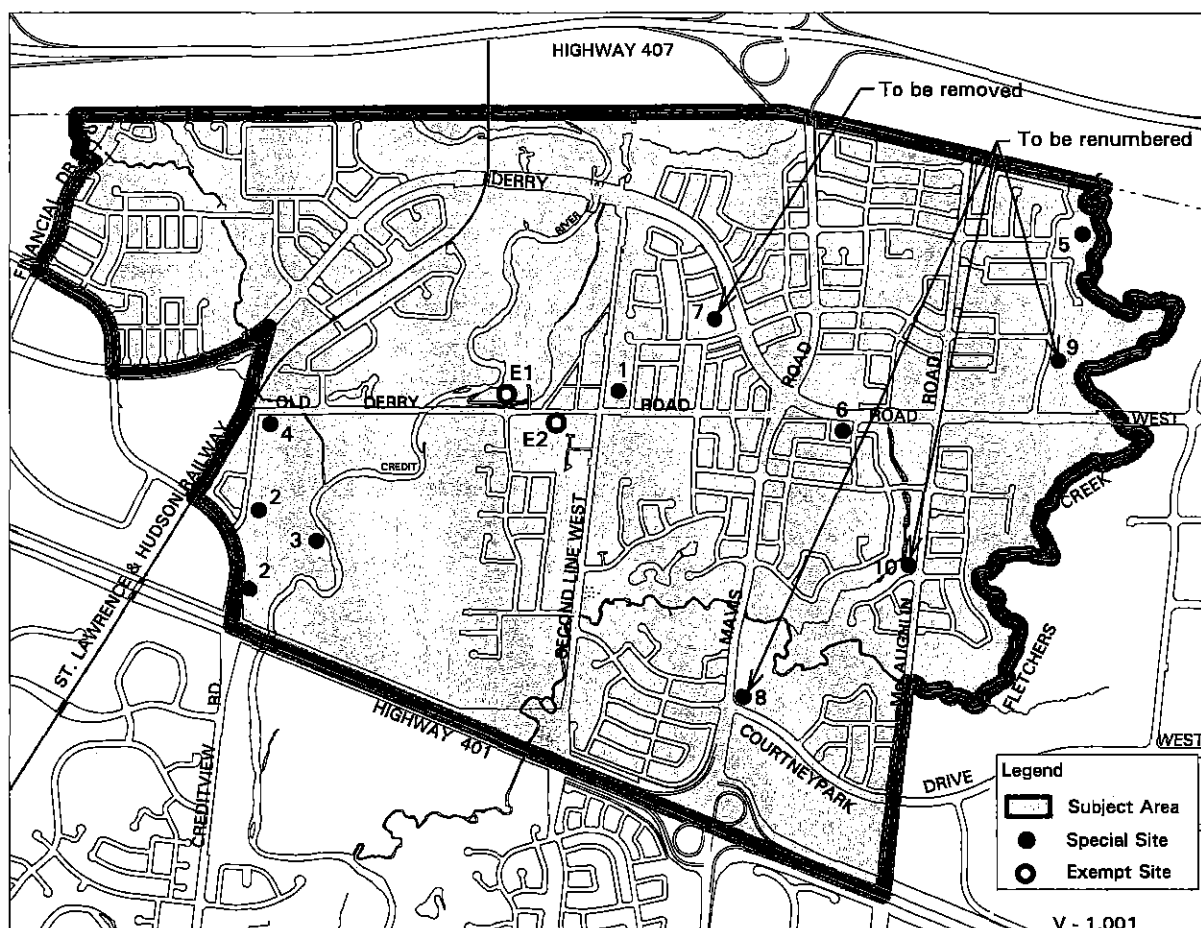 HIGHWAY 407
To be removed
To be renumbered
FINANCIAL DR
DERRY
RIVER
5
7
ROAD
ROAD
9
E1
1
OLD DERRY ROAD
6
ROAD
WEST
4
E2
CREDIT
CREEK
2
3
10
2
ST. LAWRENCE & HUDSON RAILWAY
SECOND LINE WEST
MAVIS
McLAUGHLIN
FLETCHERS
8
HIGHWAY 401
COURTNEYPARK
DRIVE
WEST
CREDITVIEW
RD
Legend
Subject Area
Special Site
Exempt Site
V - 1.001